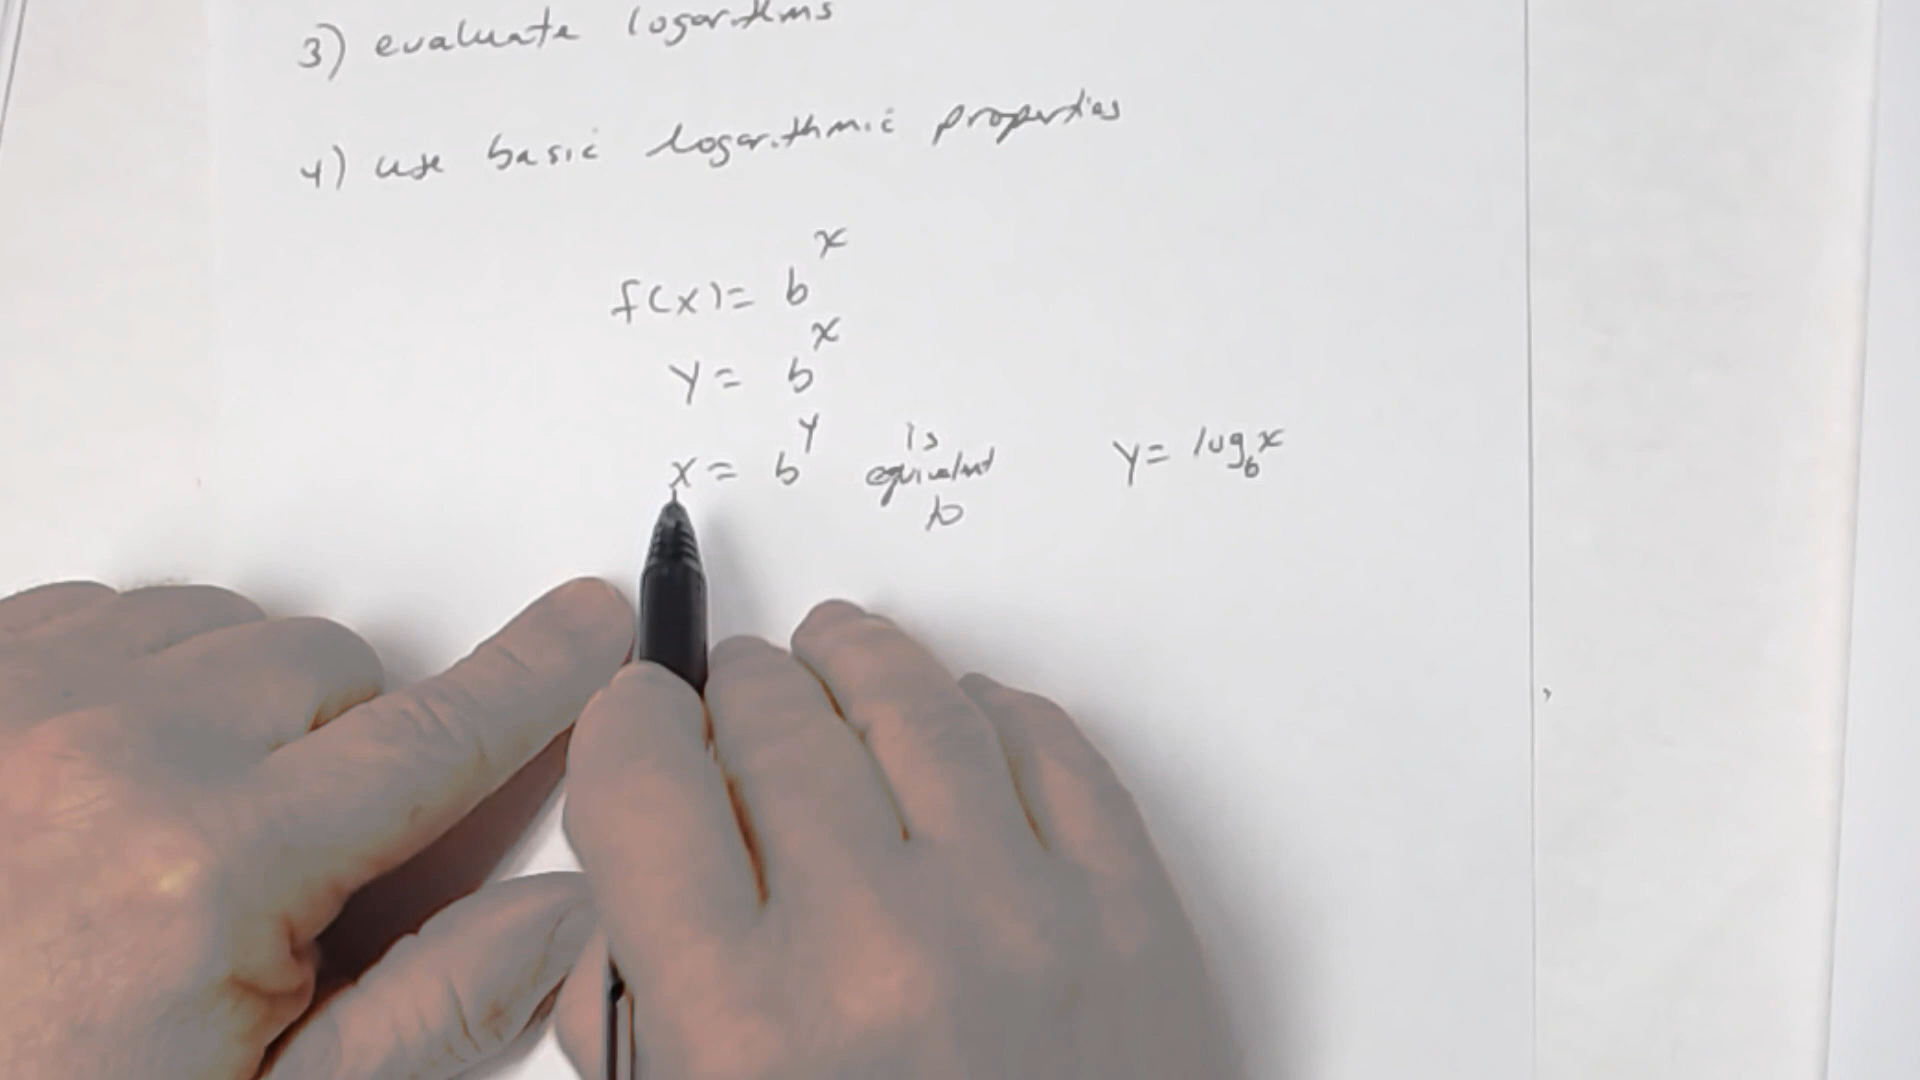 3) evaluate logarithms
4) use basic logarithmic properties
f(x) = b^x
y = b^x
x = b^y is equivalent to y = log_b x